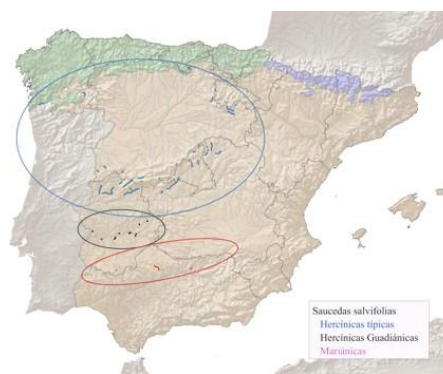 Saucedas salvifolias
Hercínicas típicas
Hercínicas Guadiánicas
Mariánicas